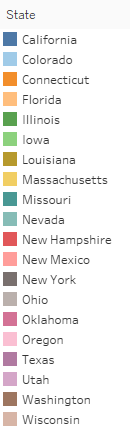 State
California
Colorado
Connecticut
Florida
Illinois
Iowa
Louisiana
Massachusetts
Missouri
Nevada
New Hampshire
New Mexico
New York
Ohio
Oklahoma
Oregon
Texas
Utah
Washington
Wisconsin